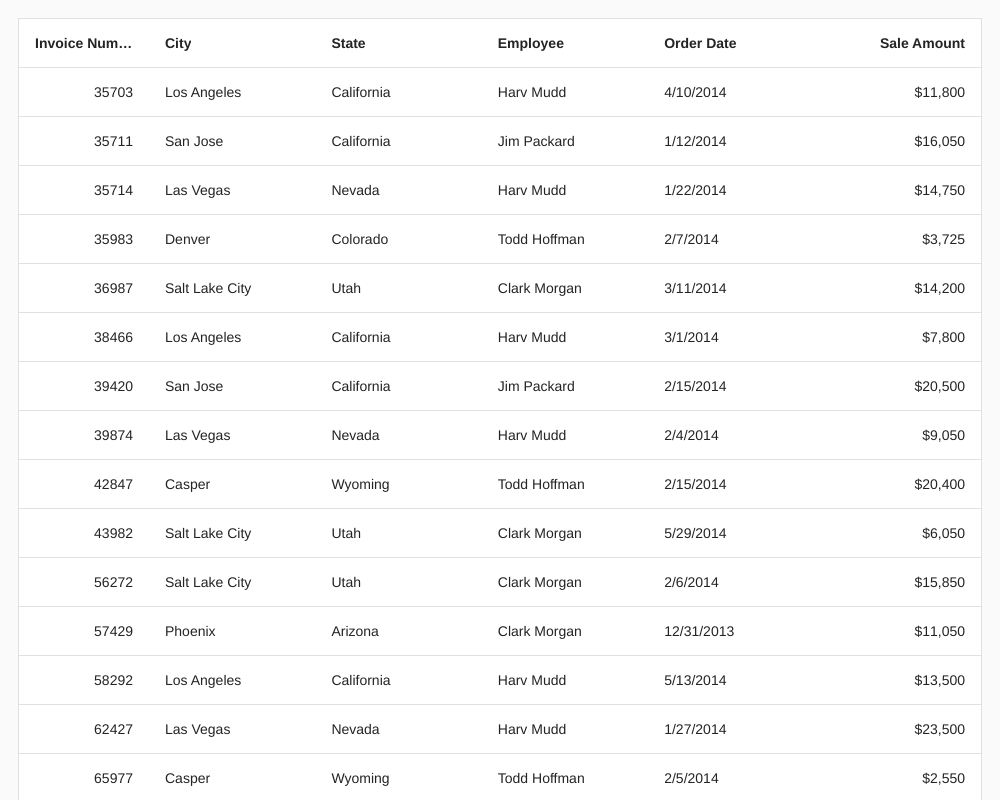 Invoice Num… City State Employee Order Date Sale Amount
35703 Los Angeles California Harv Mudd 4/10/2014 $11,800
35711 San Jose California Jim Packard 1/12/2014 $16,050
35714 Las Vegas Nevada Harv Mudd 1/22/2014 $14,750
35983 Denver Colorado Todd Hoffman 2/7/2014 $3,725
36987 Salt Lake City Utah Clark Morgan 3/11/2014 $14,200
38466 Los Angeles California Harv Mudd 3/1/2014 $7,800
39420 San Jose California Jim Packard 2/15/2014 $20,500
39874 Las Vegas Nevada Harv Mudd 2/4/2014 $9,050
42847 Casper Wyoming Todd Hoffman 2/15/2014 $20,400
43982 Salt Lake City Utah Clark Morgan 5/29/2014 $6,050
56272 Salt Lake City Utah Clark Morgan 2/6/2014 $15,850
57429 Phoenix Arizona Clark Morgan 12/31/2013 $11,050
58292 Los Angeles California Harv Mudd 5/13/2014 $13,500
62427 Las Vegas Nevada Harv Mudd 1/27/2014 $23,500
65977 Casper Wyoming Todd Hoffman 2/5/2014 $2,550